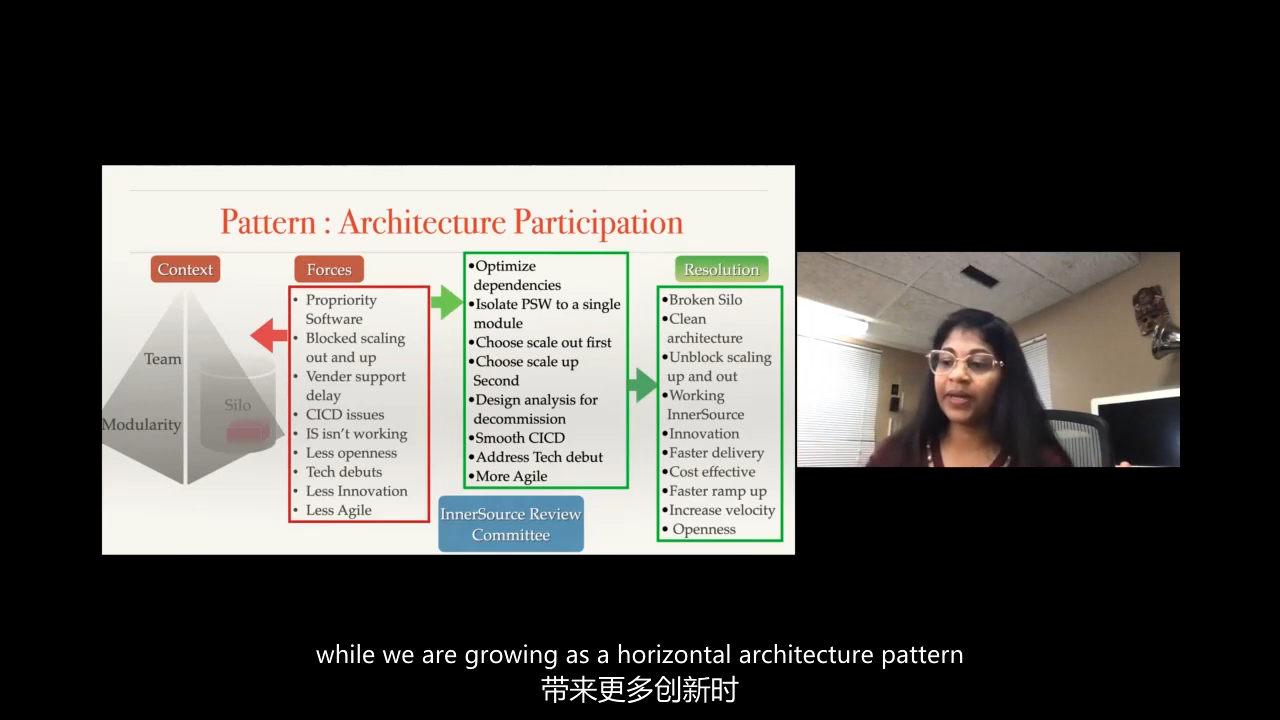 Pattern : Architecture Participation
Context
Team
Modularity
Silo
Forces
• Propriority
Software
• Blocked scaling
out and up
• Vender support
delay
• CICD issues
• IS isn't working
• Less openness
• Tech debuts
• Less Innovation
• Less Agile
•Optimize
dependencies
•Isolate PSW to a single
module
•Choose scale out first
•Choose scale up
Second
•Design analysis for
decommission
•Smooth CICD
•Address Tech debut
•More Agile
InnerSource Review
Committee
Resolution
•Broken Silo
•Clean
architecture
•Unblock scaling
up and out
•Working
InnerSource
•Innovation
•Faster delivery
•Cost effective
•Faster ramp up
•Increase velocity
• Openness
while we are growing as a horizontal architecture pattern
带来更多创新时